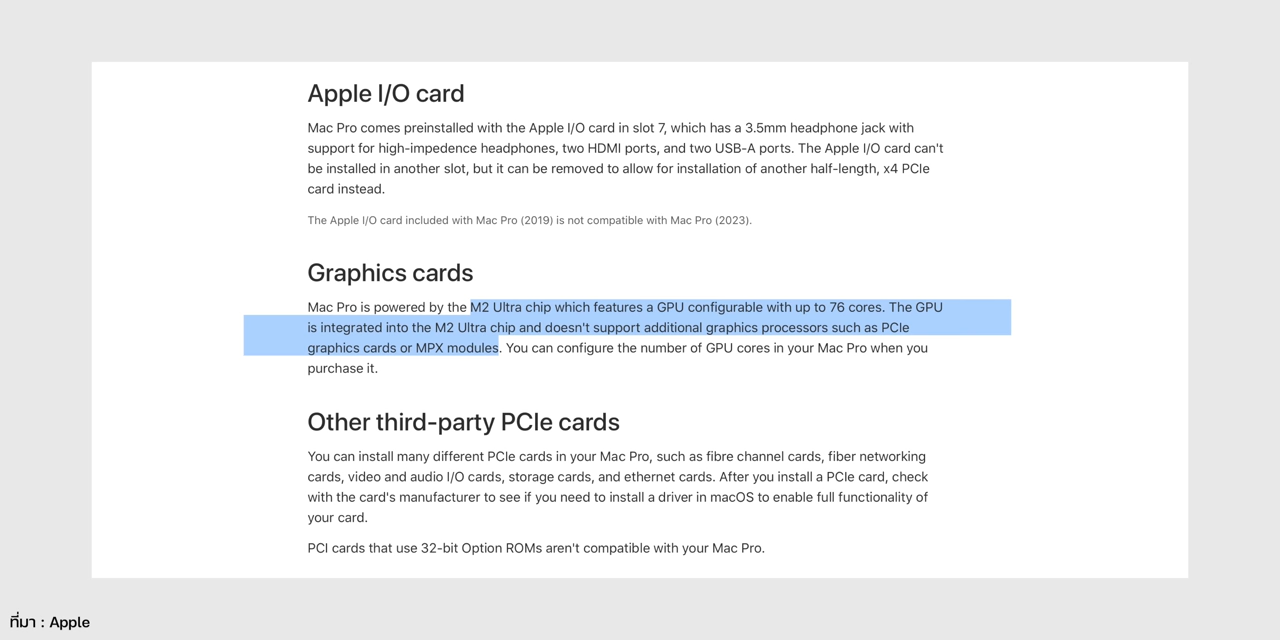 Apple I/O card
Mac Pro comes preinstalled with the Apple I/O card in slot 7, which has a 3.5mm headphone jack with
support for high-impedence headphones, two HDMI ports, and two USB-A ports. The Apple I/O card can't
be installed in another slot, but it can be removed to allow for installation of another half-length, x4 PCIe
card instead.
The Apple I/O card included with Mac Pro (2019) is not compatible with Mac Pro (2023).
Graphics cards
Mac Pro is powered by the M2 Ultra chip which features a GPU configurable with up to 76 cores. The GPU
is integrated into the M2 Ultra chip and doesn't support additional graphics processors such as PCIe
graphics cards or MPX modules. You can configure the number of GPU cores in your Mac Pro when you
purchase it.
Other third-party PCIe cards
You can install many different PCIe cards in your Mac Pro, such as fibre channel cards, fiber networking
cards, video and audio I/O cards, storage cards, and ethernet cards. After you install a PCIe card, check
with the card's manufacturer to see if you need to install a driver in macOS to enable full functionality of
your card.
PCI cards that use 32-bit Option ROMs aren't compatible with your Mac Pro.
ที่มา : Apple